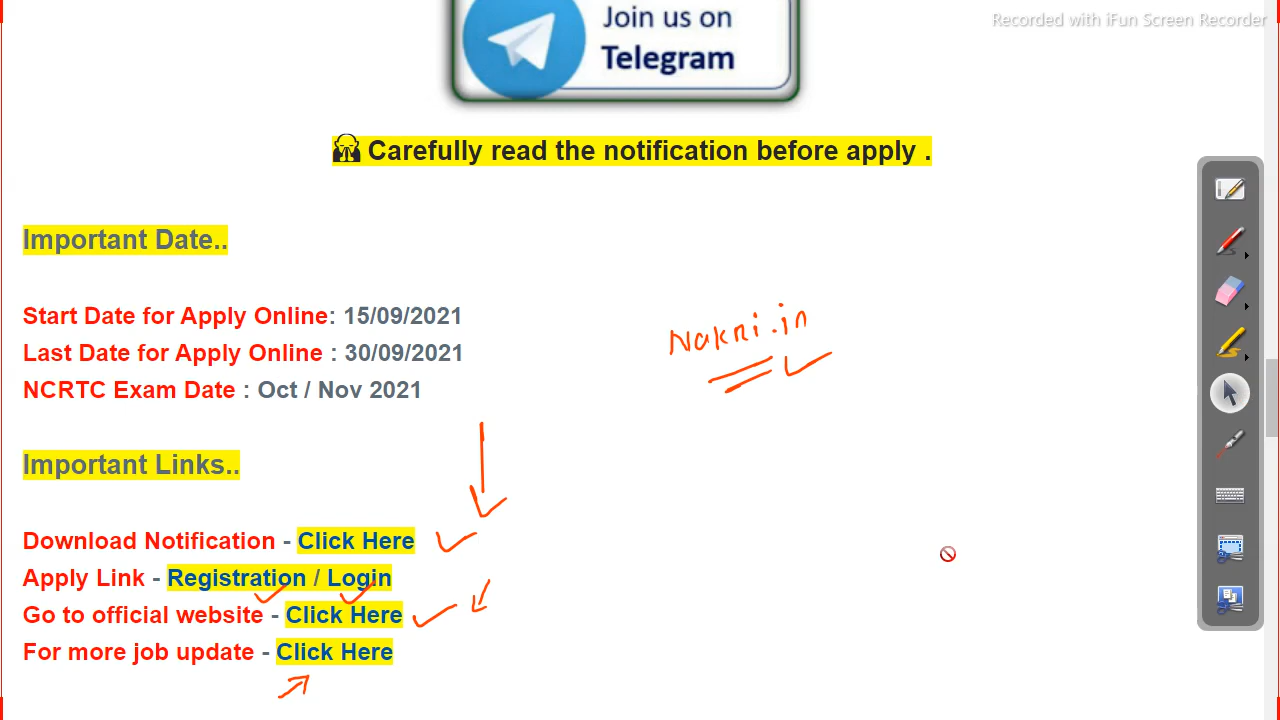 Recorded with iFun Screen Recorder
Join us on
Telegram
Carefully read the notification before apply .
Important Date..
Start Date for Apply Online: 15/09/2021
Last Date for Apply Online : 30/09/2021
NCRTC Exam Date : Oct / Nov 2021
Nakri.in
Important Links..
Download Notification - Click Here
Apply Link - Registration / Login
Go to official website - Click Here
For more job update - Click Here